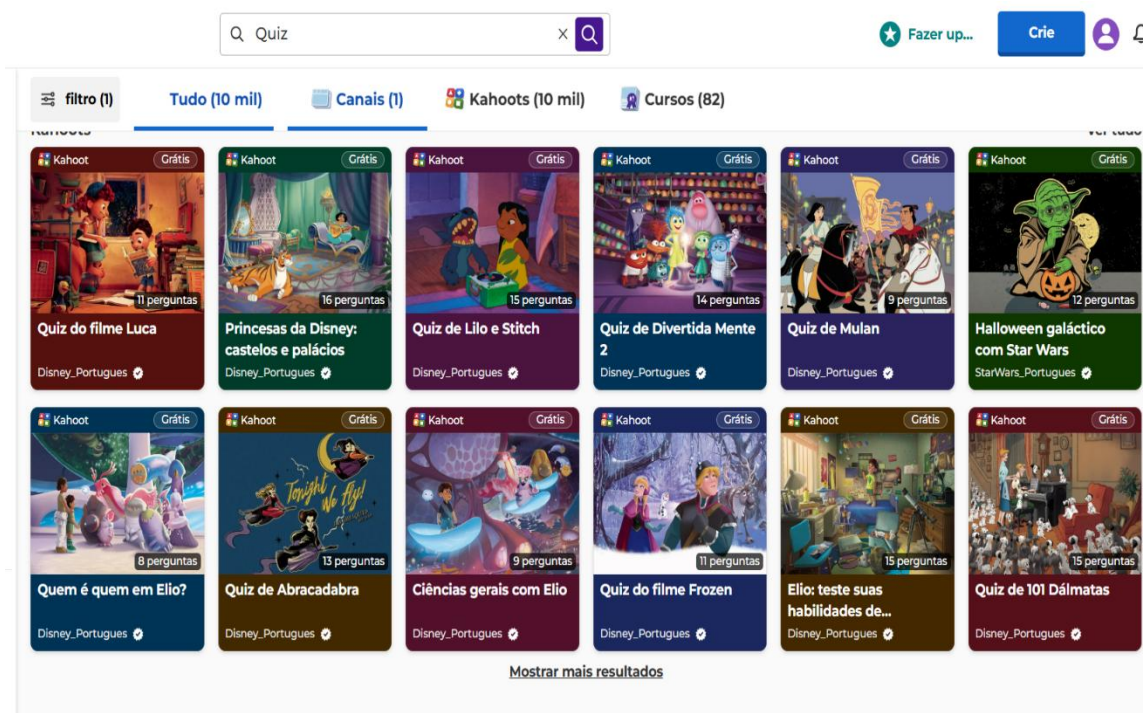 Quiz
Fazer up...
Crie
filtro (1)
Tudo (10 mil)
Canais (1)
Kahoots (10 mil)
Cursos (82)
Kahoots
Ver tudo
Kahoot Grátis
11 perguntas
Quiz do filme Luca
Disney_Portugues
Kahoot Grátis
16 perguntas
Princesas da Disney:
castelos e palácios
Disney_Portugues
Kahoot Grátis
15 perguntas
Quiz de Lilo e Stitch
Disney_Portugues
Kahoot Grátis
14 perguntas
Quiz de Divertida Mente
2
Disney_Portugues
Kahoot Grátis
9 perguntas
Quiz de Mulan
Disney_Portugues
Kahoot Grátis
12 perguntas
Halloween galáctico
com Star Wars
StarWars_Portugues
Kahoot Grátis
8 perguntas
Quem é quem em Elio?
Disney_Portugues
Kahoot Grátis
Tonight
We fly!
13 perguntas
Quiz de Abracadabra
Disney_Portugues
Kahoot Grátis
9 perguntas
Ciências gerais com Elio
Disney_Portugues
Kahoot Grátis
11 perguntas
Quiz do filme Frozen
Disney_Portugues
Kahoot Grátis
15 perguntas
Elio: teste suas
habilidades de...
Disney_Portugues
Kahoot Grátis
15 perguntas
Quiz de 101 Dálmatas
Disney_Portugues
Mostrar mais resultados